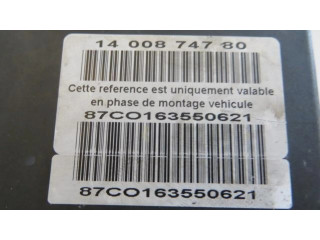 14 008 747 80
Cette reference est uniquement valable
en phase de montage vehicule
87CO163550621
87CO163550621